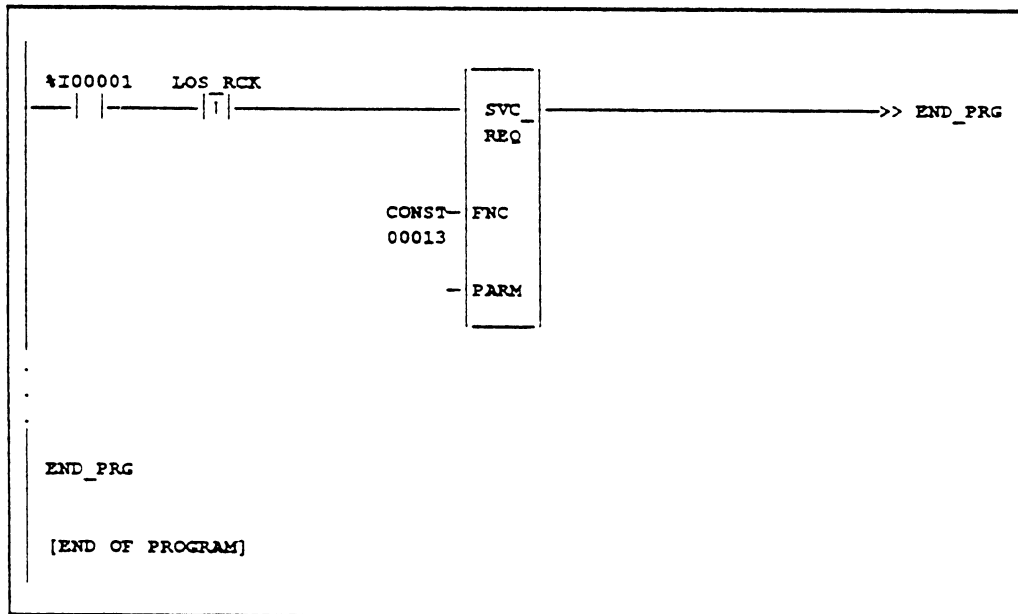 %I00001 LOS_RCK
SVC_ >> END_PRG
REQ
CONST FNC
00013
PARM
END_PRG
[END OF PROGRAM]